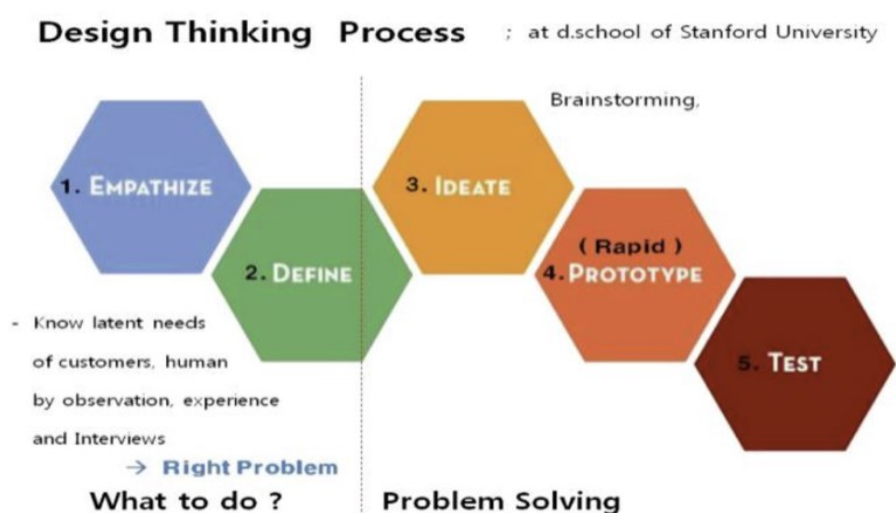 Design Thinking Process ; at d.school of Stanford University
Brainstorming,
1. EMPATHIZE
3. IDEATE
2. DEFINE
( Rapid )
4. PROTOTYPE
5. TEST
- Know latent needs
of customers, human
by observation, experience
and Interviews
→ Right Problem
What to do ?
Problem Solving